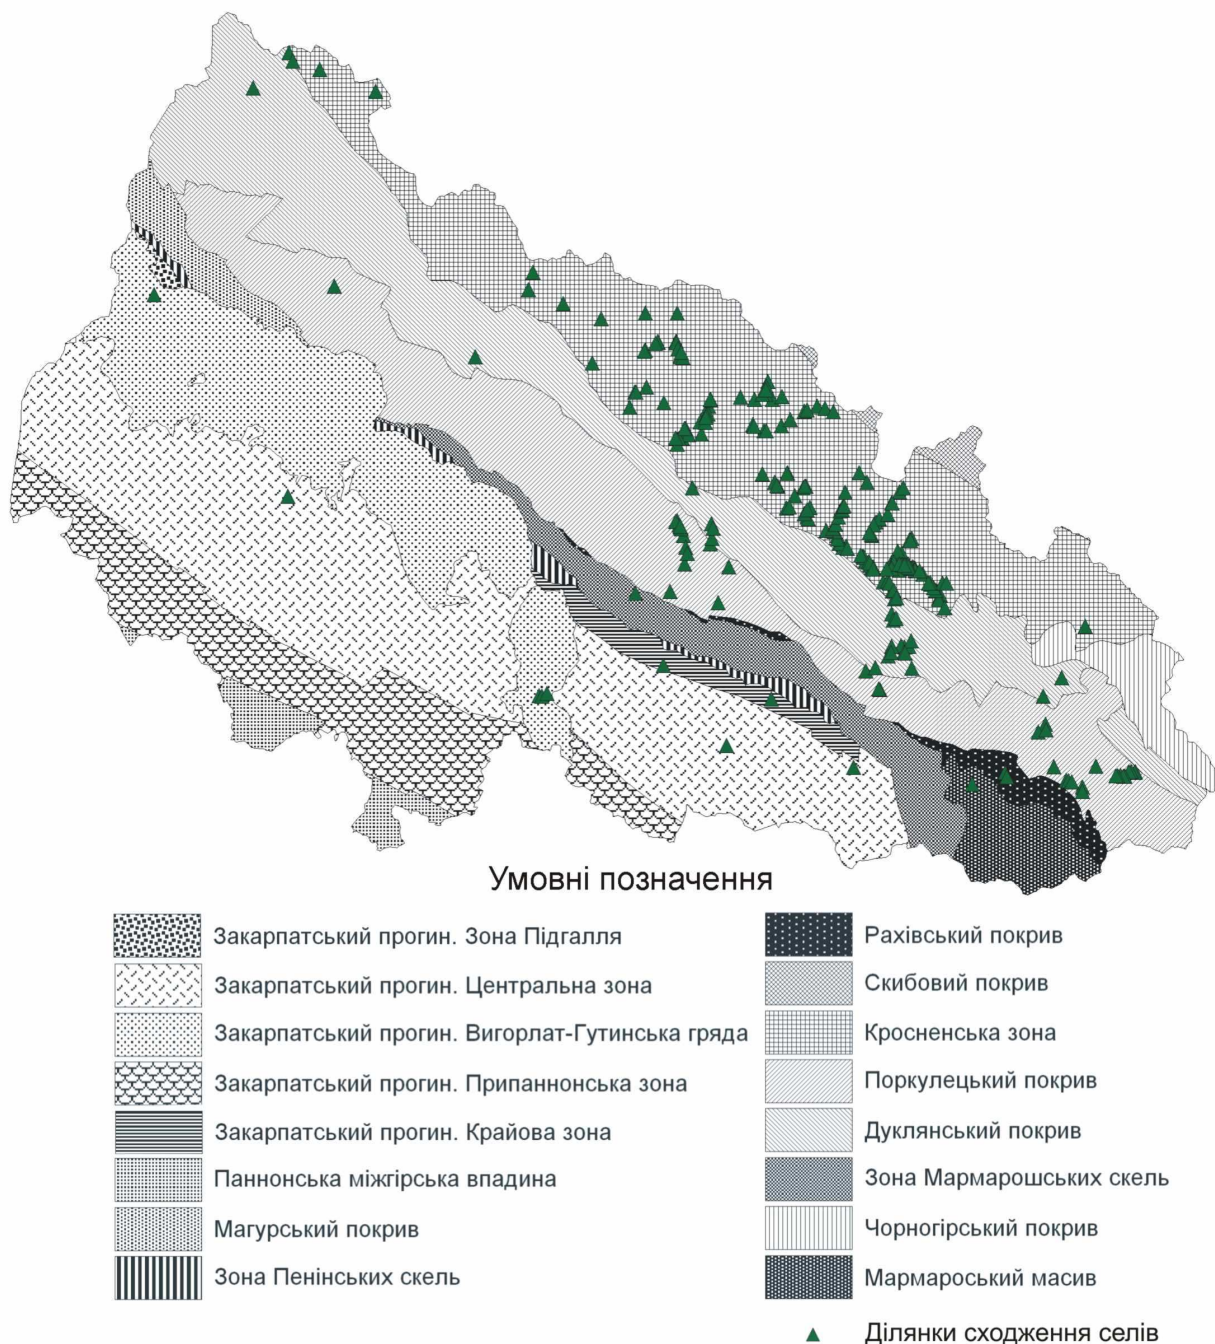 Умовні позначення
Закарпатський прогин. Зона Підгалля
Закарпатський прогин. Центральна зона
Закарпатський прогин. Вигорлат-Гутинська гряда
Закарпатський прогин. Припаннонська зона
Закарпатський прогин. Крайова зона
Паннонська міжгірська впадина
Магурський покрив
Зона Пенінських скель
Рахівський покрив
Скибовий покрив
Кросненська зона
Поркулецький покрив
Дуклянський покрив
Зона Мармарошських скель
Чорногірський покрив
Мармароський масив
Ділянки сходження селів